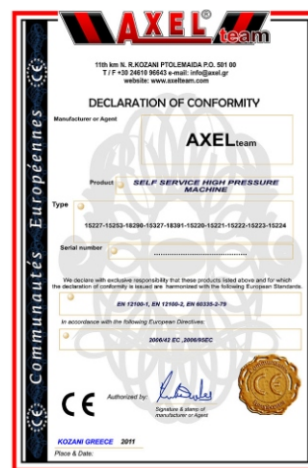 AXEL® team
11th km N. R.KOZANI PTOLEMAIDA P.O. 501 00
T / F +30 24610 96643 e-mail: info@axel.gr
website: www.axelteam.com
DECLARATION OF CONFORMITY
Manufacturer or Agent
AXELteam
Product
SELF SERVICE HIGH PRESSURE
MACHINE
Type
15227-15253-18290-15327-18391-15220-15221-15222-15223-15224
Serial number
We declare with exclusive responsibility that these products listed above and for which
the declaration of conformity is issued are harmonized with the following European Standards.
EN 12100-1, EN 12100-2, EN 60335-2-79
In accordance with the following European Directives:
2006/42 EC ,2006/95EC
CE
Authorized by:
Signature & stamp of
manufacturer or Agent
KOZANI GREECE 2011
Place & Date:
Communautés Européennes
CE